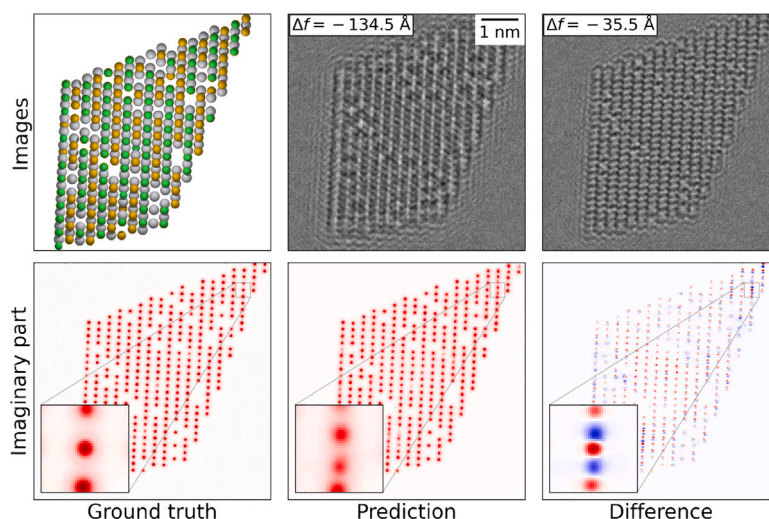 Images
Δf = −134.5 Å
1 nm
Δf = −35.5 Å
Imaginary part
Ground truth
Prediction
Difference